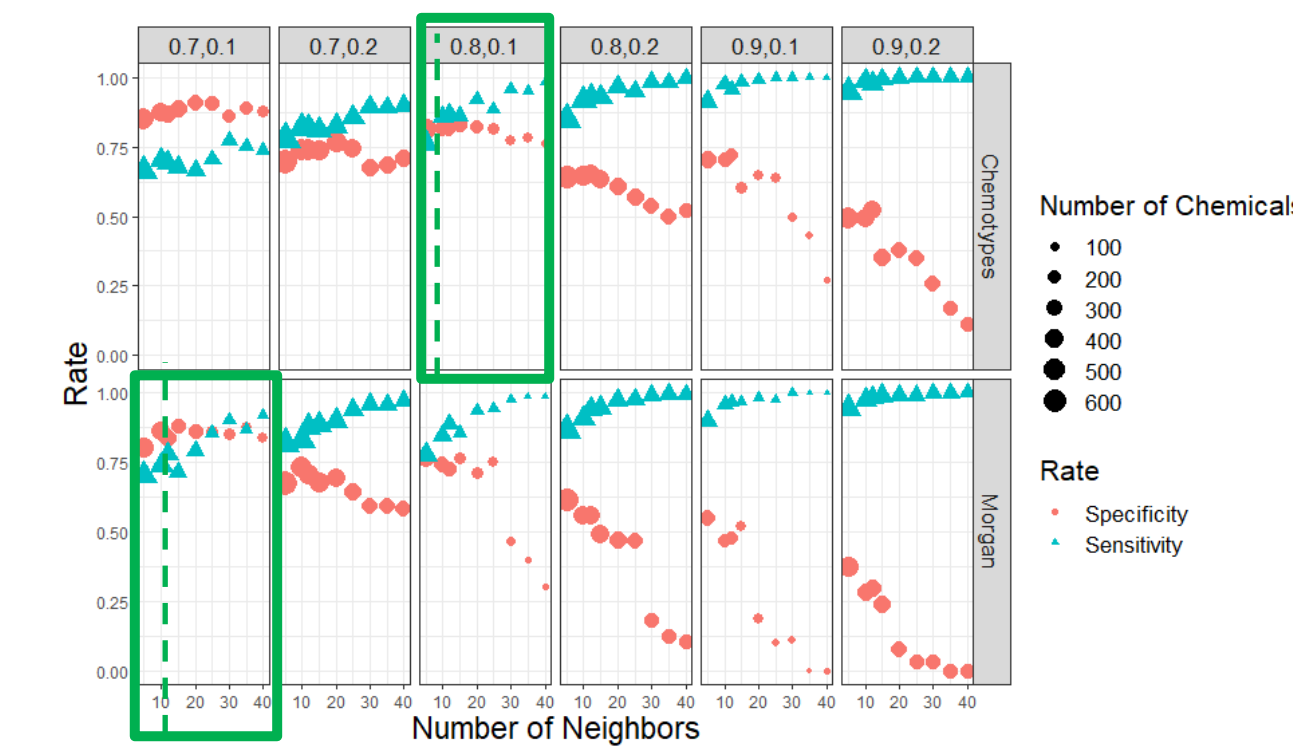 0.7,0.1 0.7,0.2 0.8,0.1 0.8,0.2 0.9,0.1 0.9,0.2
1.00
0.75
0.50
0.25
0.00
Chemotypes
1.00
0.75
0.50
0.25
0.00
Morgan
Rate
10 20 30 40 10 20 30 40 10 20 30 40 10 20 30 40 10 20 30 40 10 20 30 40
Number of Neighbors
Number of Chemicals
100
200
300
400
500
600
Rate
Specificity
Sensitivity